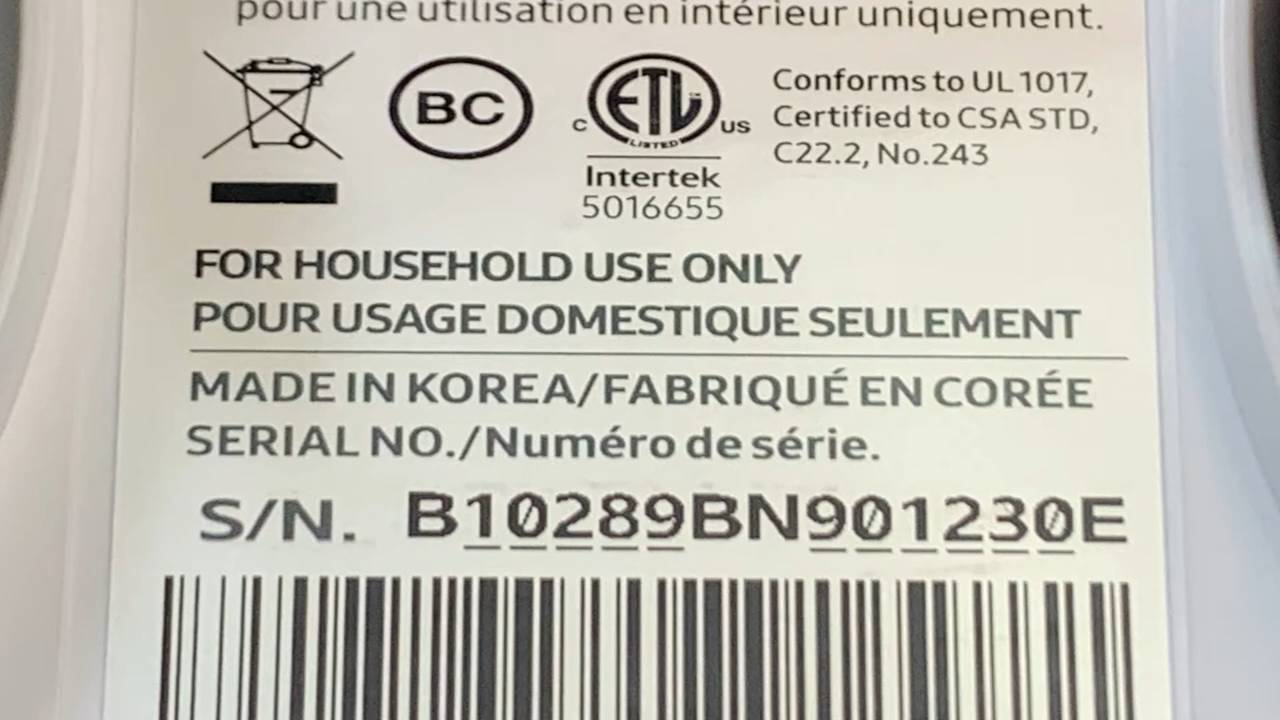 pour une utilisation en intérieur uniquement.
BC
C ETL US
LISTED
Intertek
5016655
Conforms to UL 1017,
Certified to CSA STD,
C22.2, No.243
FOR HOUSEHOLD USE ONLY
POUR USAGE DOMESTIQUE SEULEMENT
MADE IN KOREA/FABRIQUÉ EN CORÉE
SERIAL NO./Numéro de série.
S/N. B10289BN901230E